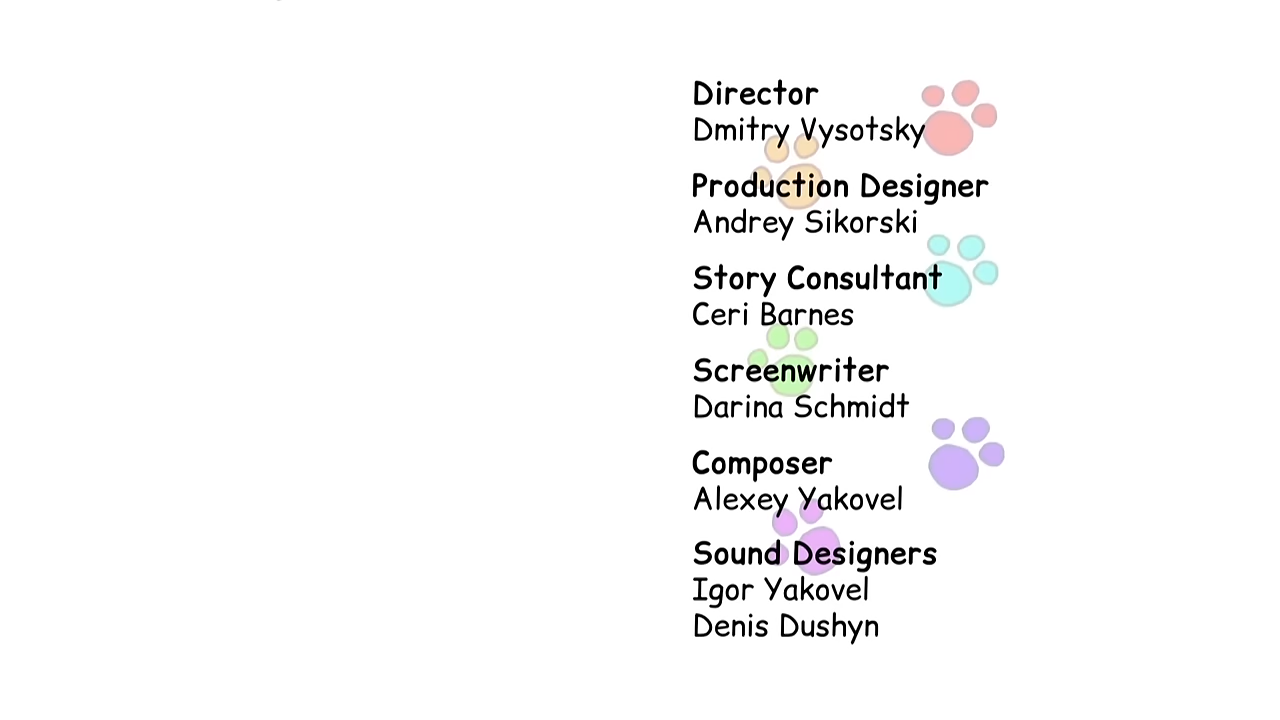 Director
Dmitry Vysotsky
Production Designer
Andrey Sikorski
Story Consultant
Ceri Barnes
Screenwriter
Darina Schmidt
Composer
Alexey Yakovel
Sound Designers
Igor Yakovel
Denis Dushyn